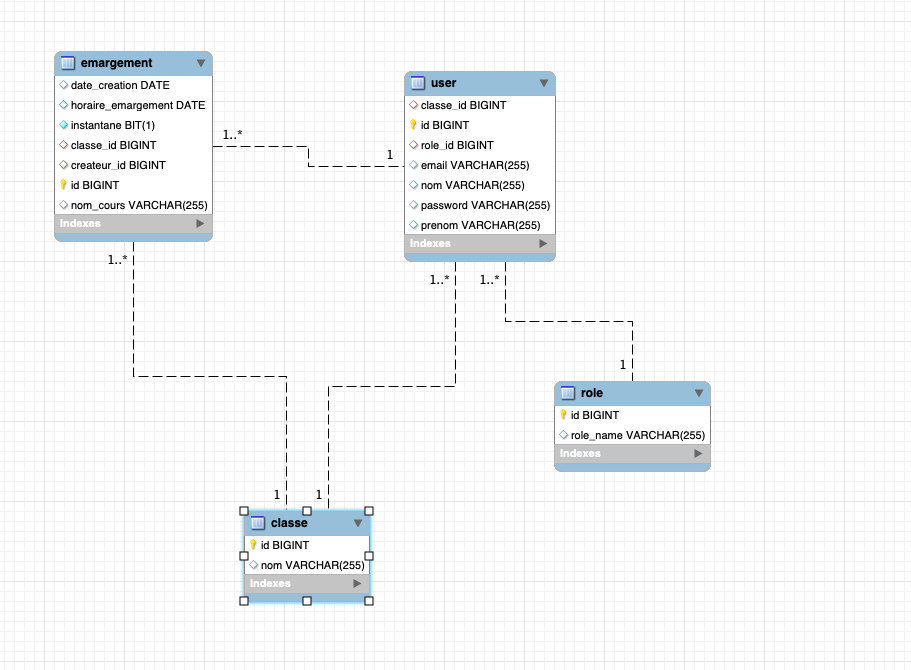 emargement
date_creation DATE
horaire_emargement DATE
instantane BIT(1)
classe_id BIGINT
createur_id BIGINT
id BIGINT
nom_cours VARCHAR(255)
Indexes
1..*
1
user
classe_id BIGINT
id BIGINT
role_id BIGINT
email VARCHAR(255)
nom VARCHAR(255)
password VARCHAR(255)
prenom VARCHAR(255)
Indexes
1..*
1..*
1..*
1
role
id BIGINT
role_name VARCHAR(255)
Indexes
1
1
classe
id BIGINT
nom VARCHAR(255)
Indexes